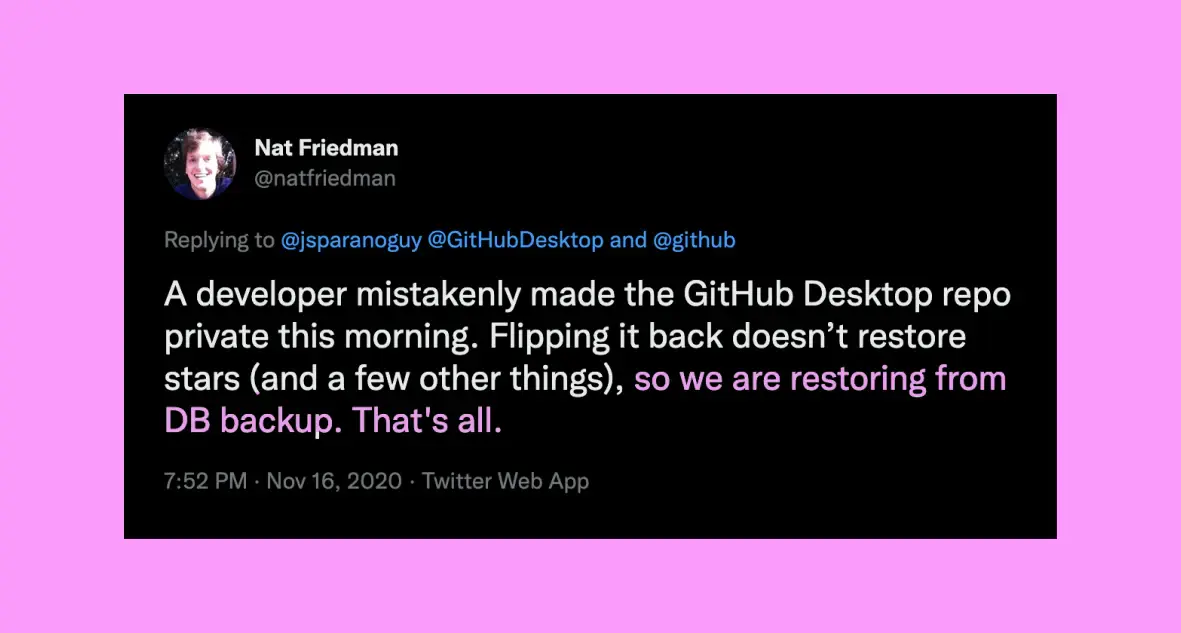 Nat Friedman
@natfriedman
Replying to @jsparanoguy @GitHubDesktop and @github
A developer mistakenly made the GitHub Desktop repo
private this morning. Flipping it back doesn’t restore
stars (and a few other things), so we are restoring from
DB backup. That's all.
7:52 PM · Nov 16, 2020 · Twitter Web App